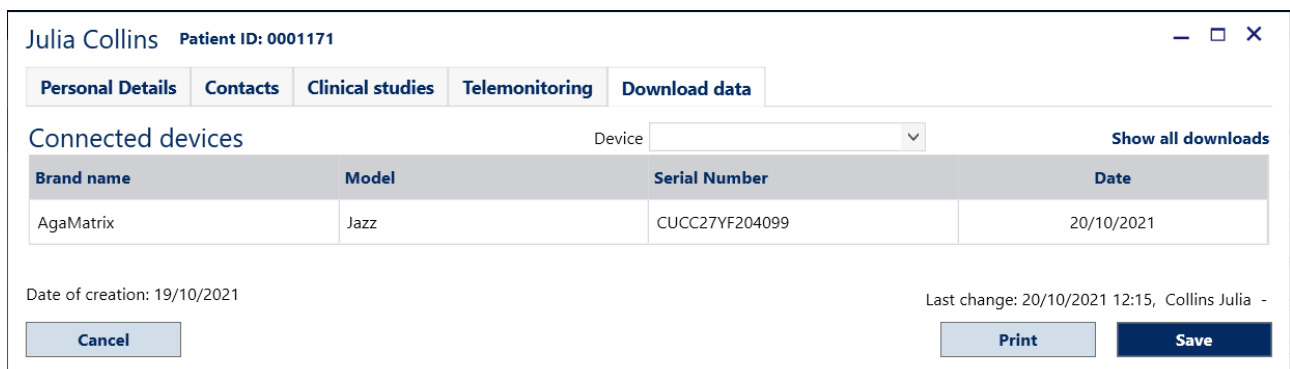 Julia Collins Patient ID: 0001171
Personal Details Contacts Clinical studies Telemonitoring Download data
Connected devices Device Show all downloads
Brand name Model Serial Number Date
AgaMatrix Jazz CUCC27YF204099 20/10/2021
Date of creation: 19/10/2021
Last change: 20/10/2021 12:15, Collins Julia -
Cancel Print Save